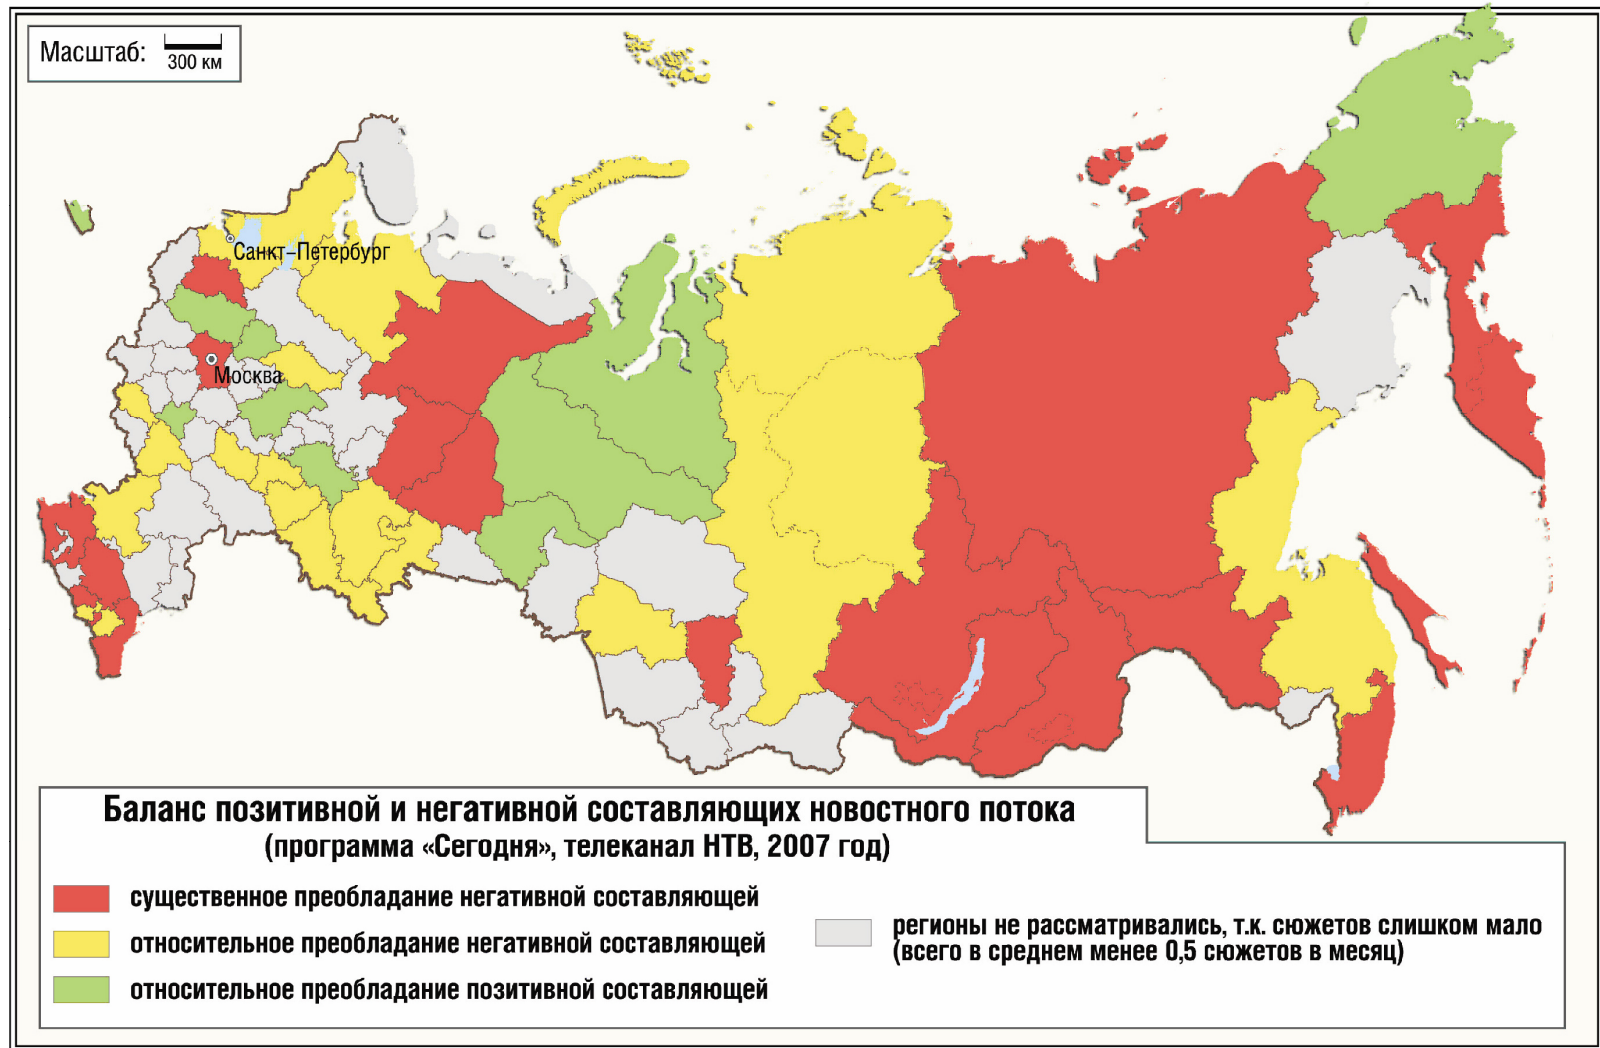 Масштаб:
300 км
Санкт-Петербург
Москва
Баланс позитивной и негативной составляющих новостного потока
(программа «Сегодня», телеканал НТВ, 2007 год)
существенное преобладание негативной составляющей
относительное преобладание негативной составляющей
относительное преобладание позитивной составляющей
регионы не рассматривались, т.к. сюжетов слишком мало
(всего в среднем менее 0,5 сюжетов в месяц)